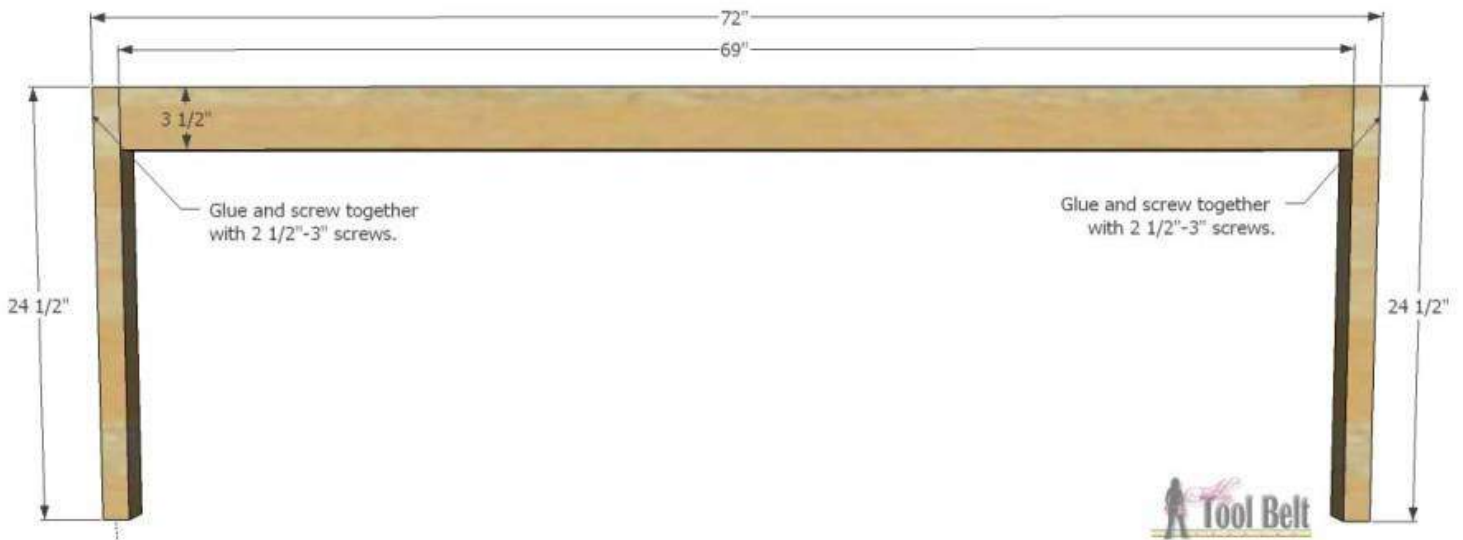 72"
69"
3 1/2"
Glue and screw together
with 2 1/2"-3" screws.
Glue and screw together
with 2 1/2"-3" screws.
24 1/2"
24 1/2"
Tool Belt